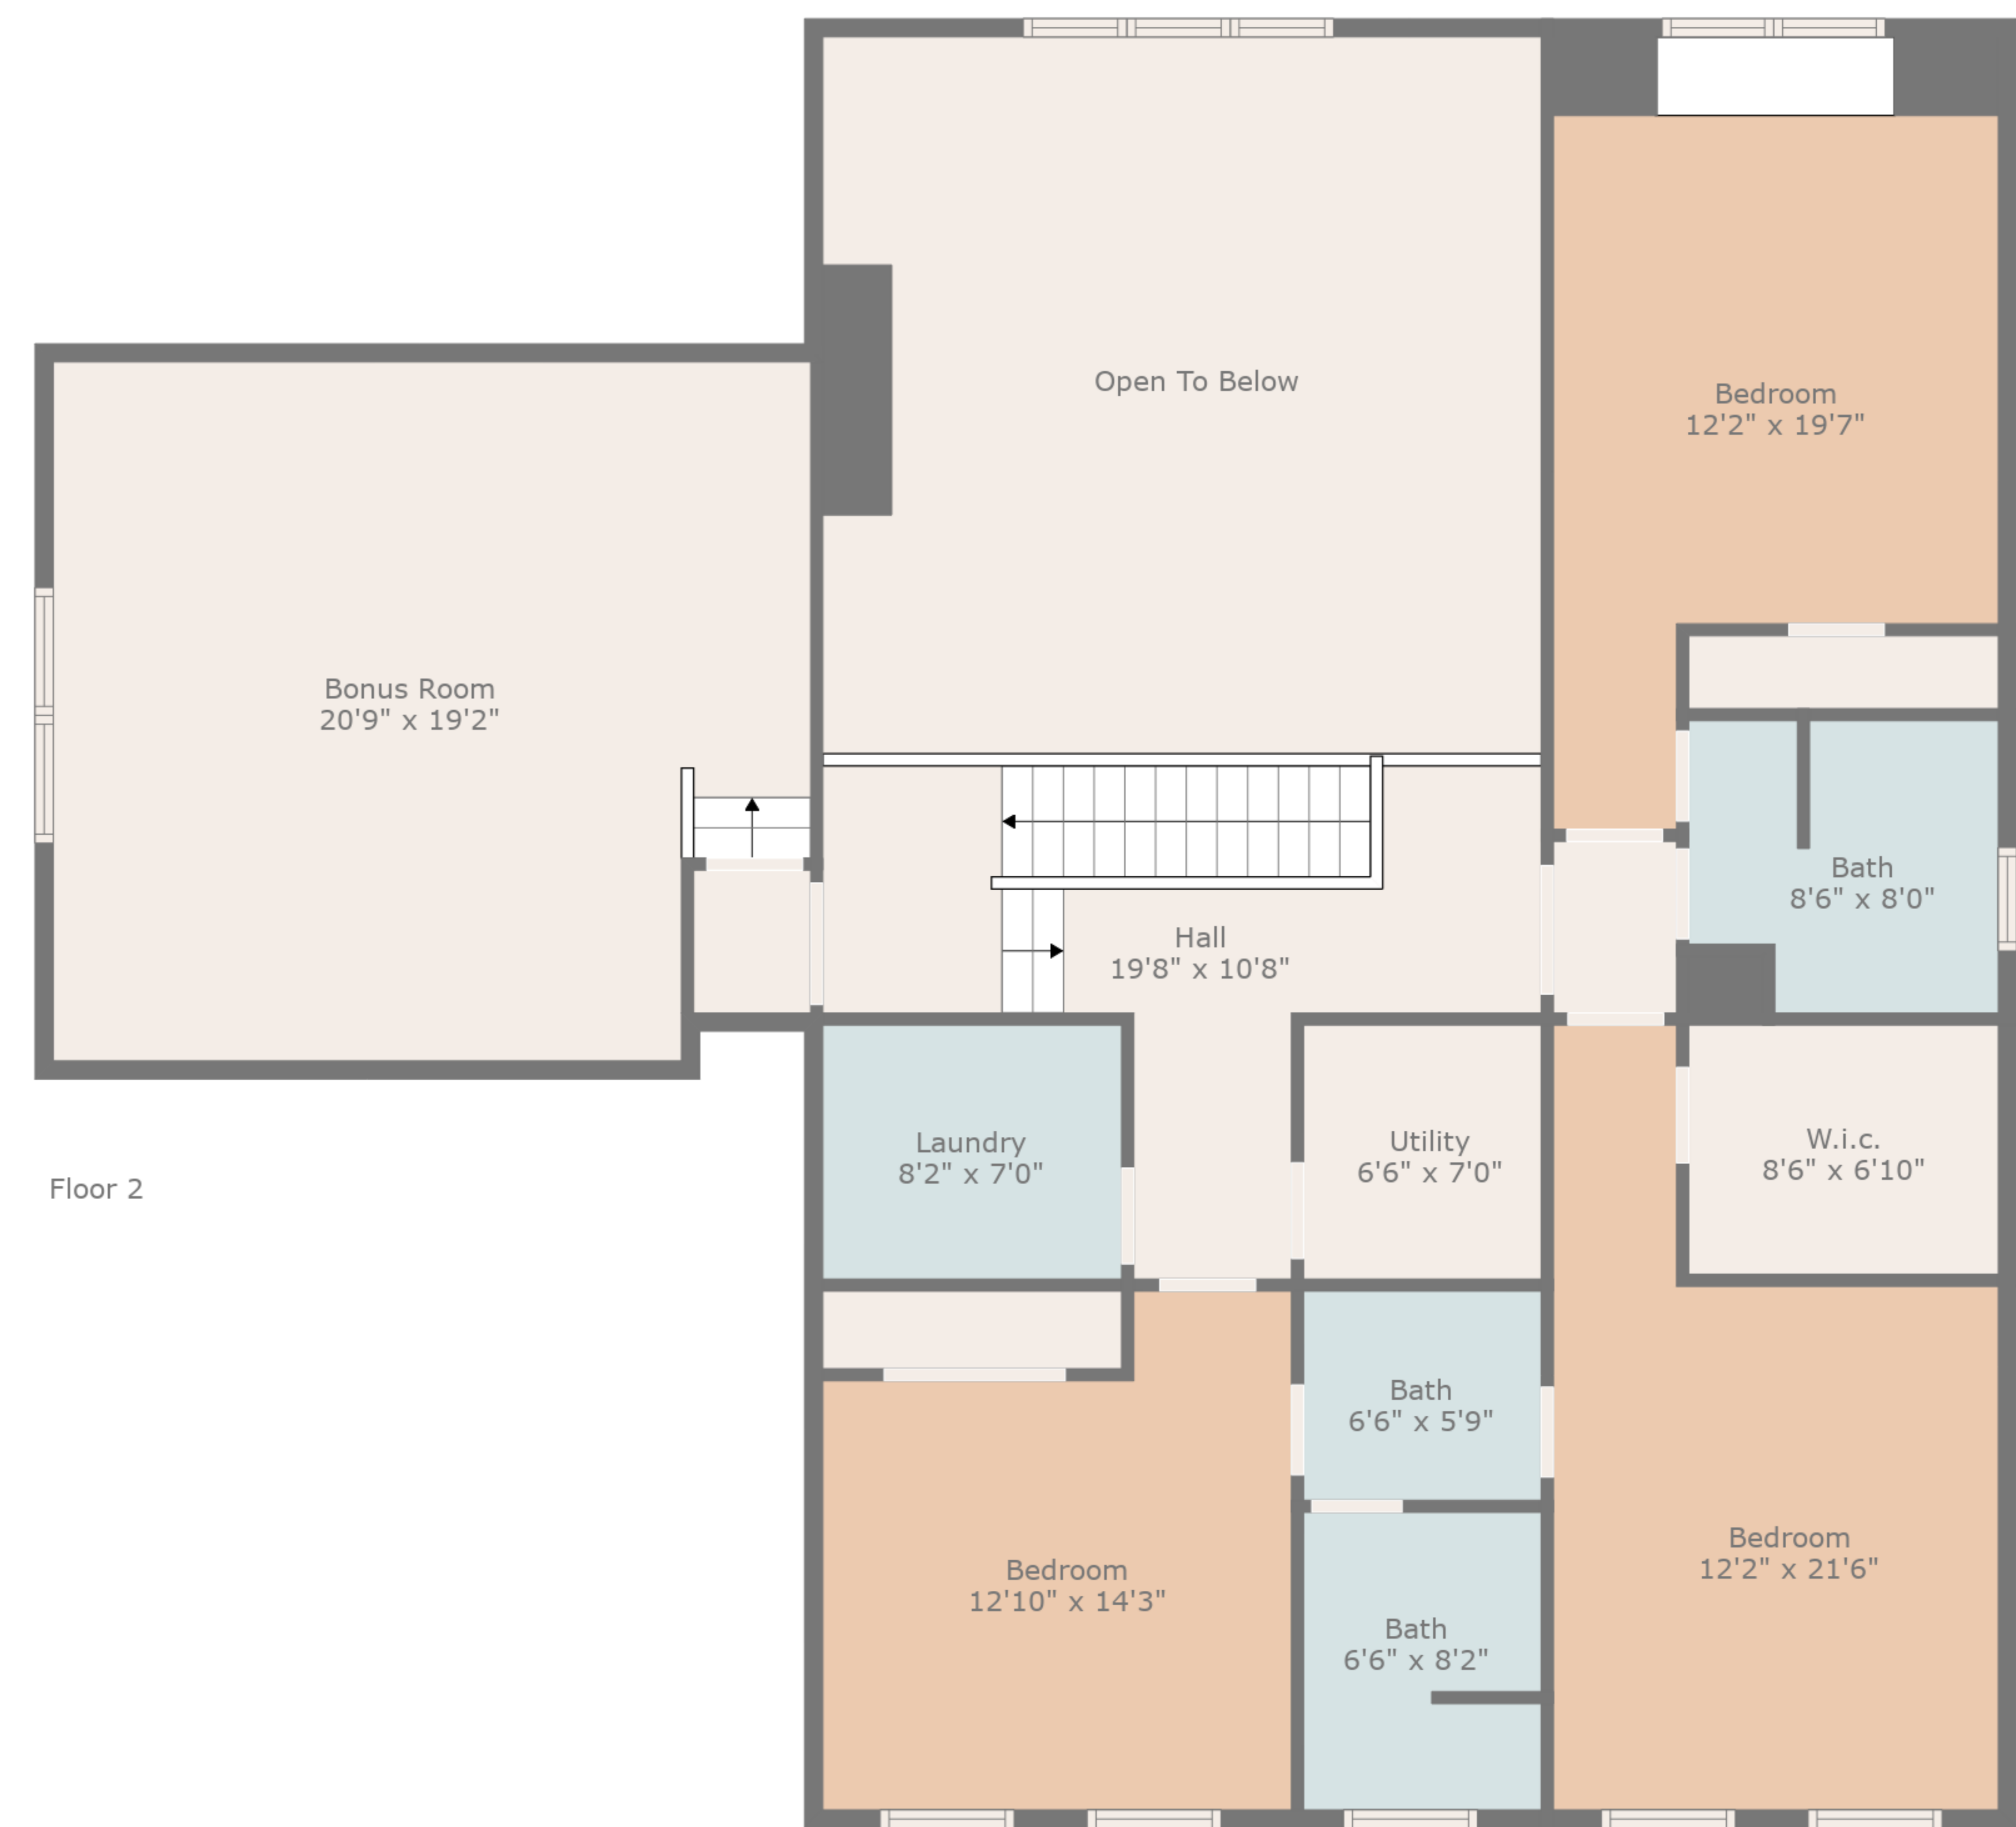 Open To Below
Bedroom
12'2" x 19'7"
Bonus Room
20'9" x 19'2"
Bath
8'6" x 8'0"
Hall
19'8" x 10'8"
Laundry
8'2" x 7'0"
Utility
6'6" x 7'0"
W.i.c.
8'6" x 6'10"
Floor 2
Bath
6'6" x 5'9"
Bedroom
12'10" x 14'3"
Bedroom
12'2" x 21'6"
Bath
6'6" x 8'2"